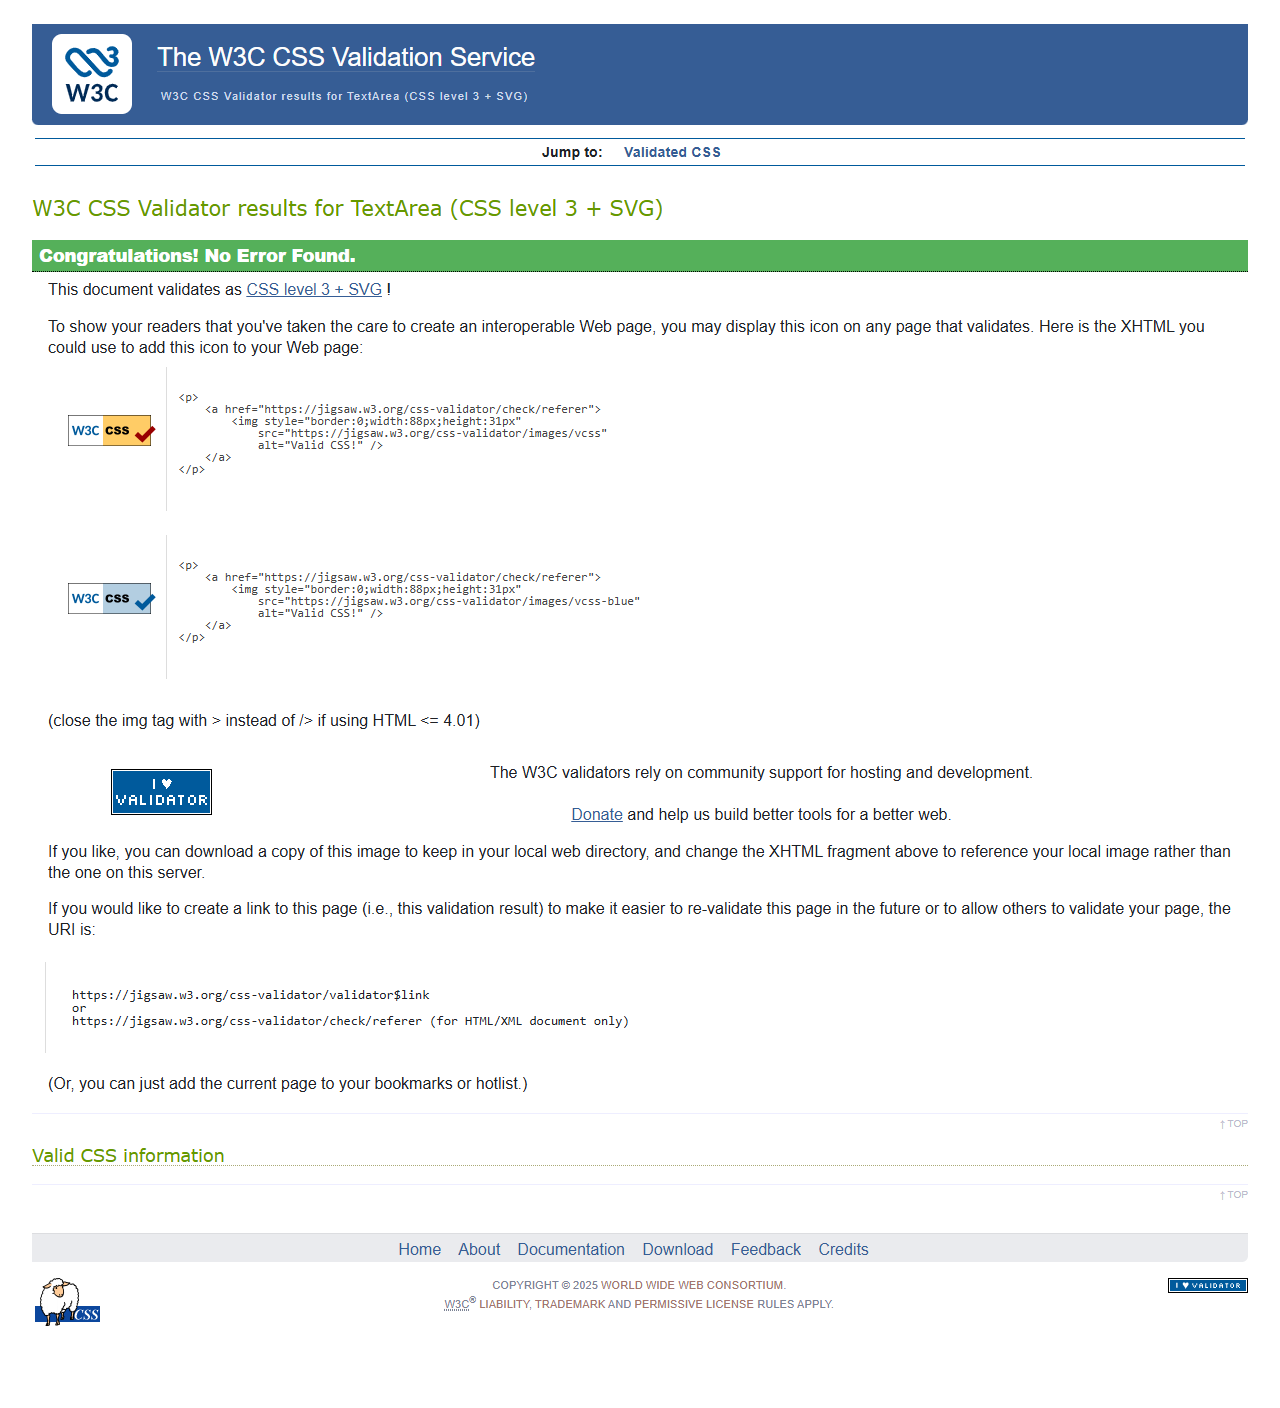 W3C
The W3C CSS Validation Service
W3C CSS Validator results for TextArea (CSS level 3 + SVG)
Jump to: Validated CSS
W3C CSS Validator results for TextArea (CSS level 3 + SVG)
Congratulations! No Error Found.
This document validates as CSS level 3 + SVG !
To show your readers that you've taken the care to create an interoperable Web page, you may display this icon on any page that validates. Here is the XHTML you
could use to add this icon to your Web page:
W3C CSS
<p>
    <a href="https://jigsaw.w3.org/css-validator/check/referer">
        <img style="border:0;width:88px;height:31px"
            src="https://jigsaw.w3.org/css-validator/images/vcss"
            alt="Valid CSS!" />
    </a>
</p>
W3C CSS
<p>
    <a href="https://jigsaw.w3.org/css-validator/check/referer">
        <img style="border:0;width:88px;height:31px"
            src="https://jigsaw.w3.org/css-validator/images/vcss-blue"
            alt="Valid CSS!" />
    </a>
</p>
(close the img tag with > instead of /> if using HTML <= 4.01)
I ♥
VALIDATOR
The W3C validators rely on community support for hosting and development.
Donate and help us build better tools for a better web.
If you like, you can download a copy of this image to keep in your local web directory, and change the XHTML fragment above to reference your local image rather than
the one on this server.
If you would like to create a link to this page (i.e., this validation result) to make it easier to re-validate this page in the future or to allow others to validate your page, the
URI is:
https://jigsaw.w3.org/css-validator/validator$link
or
https://jigsaw.w3.org/css-validator/check/referer (for HTML/XML document only)
(Or, you can just add the current page to your bookmarks or hotlist.)
↑ TOP
Valid CSS information
↑ TOP
Home About Documentation Download Feedback Credits
CSS
COPYRIGHT © 2025 WORLD WIDE WEB CONSORTIUM.
W3C® LIABILITY, TRADEMARK AND PERMISSIVE LICENSE RULES APPLY.
I ♥ VALIDATOR